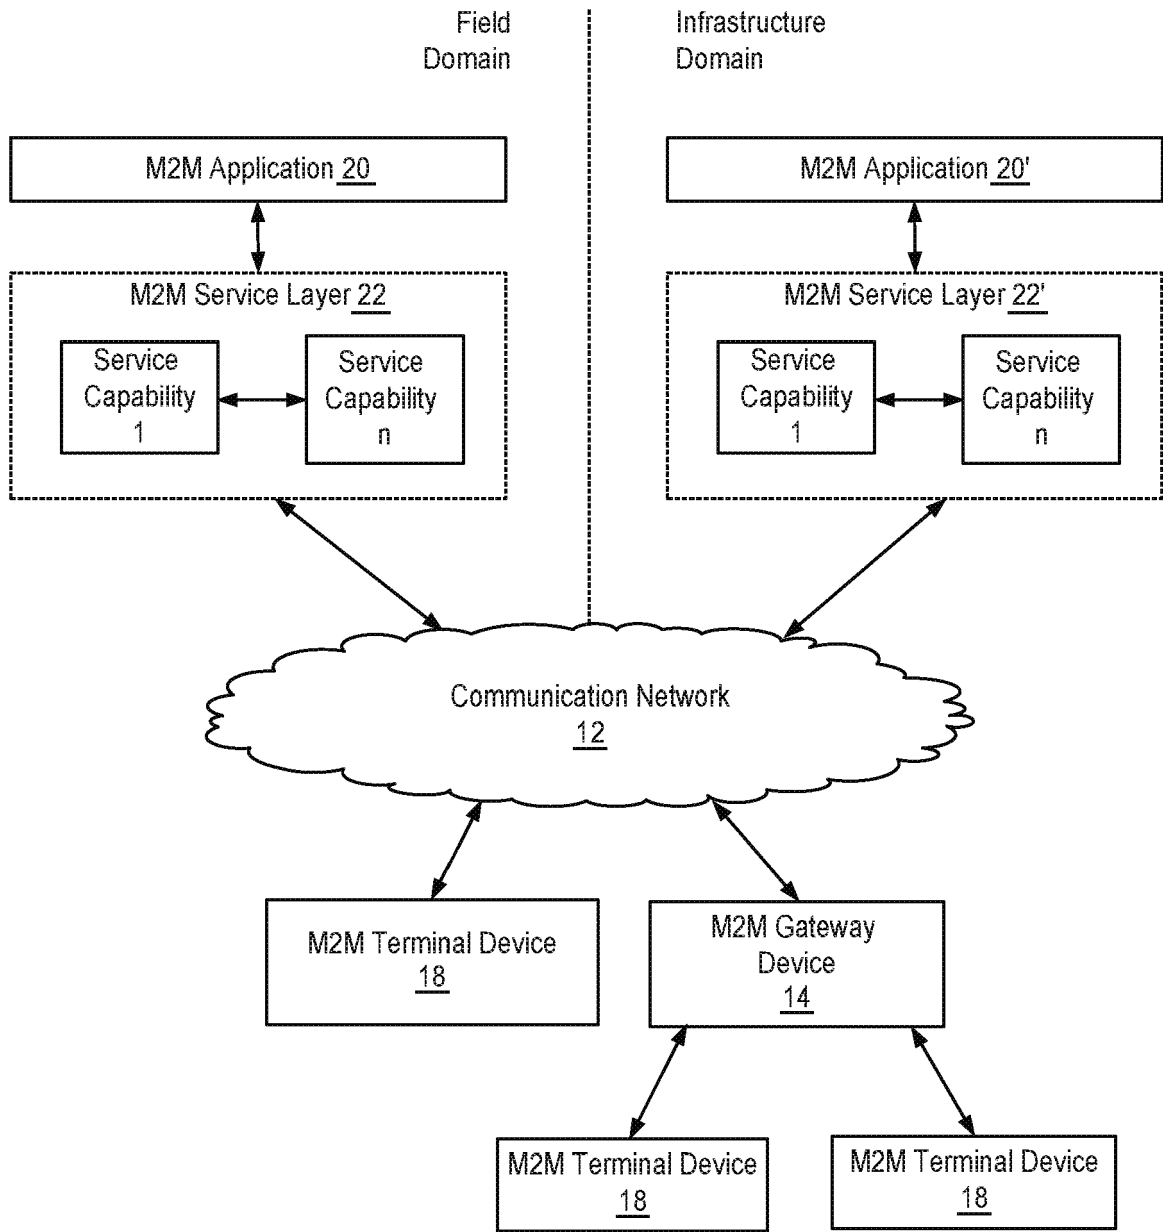 Field
Domain
Infrastructure
Domain
M2M Application 20
M2M Application 20'
M2M Service Layer 22
Service
Capability
1
Service
Capability
n
M2M Service Layer 22'
Service
Capability
1
Service
Capability
n
Communication Network
12
M2M Terminal Device
18
M2M Gateway
Device
14
M2M Terminal Device
18
M2M Terminal Device
18